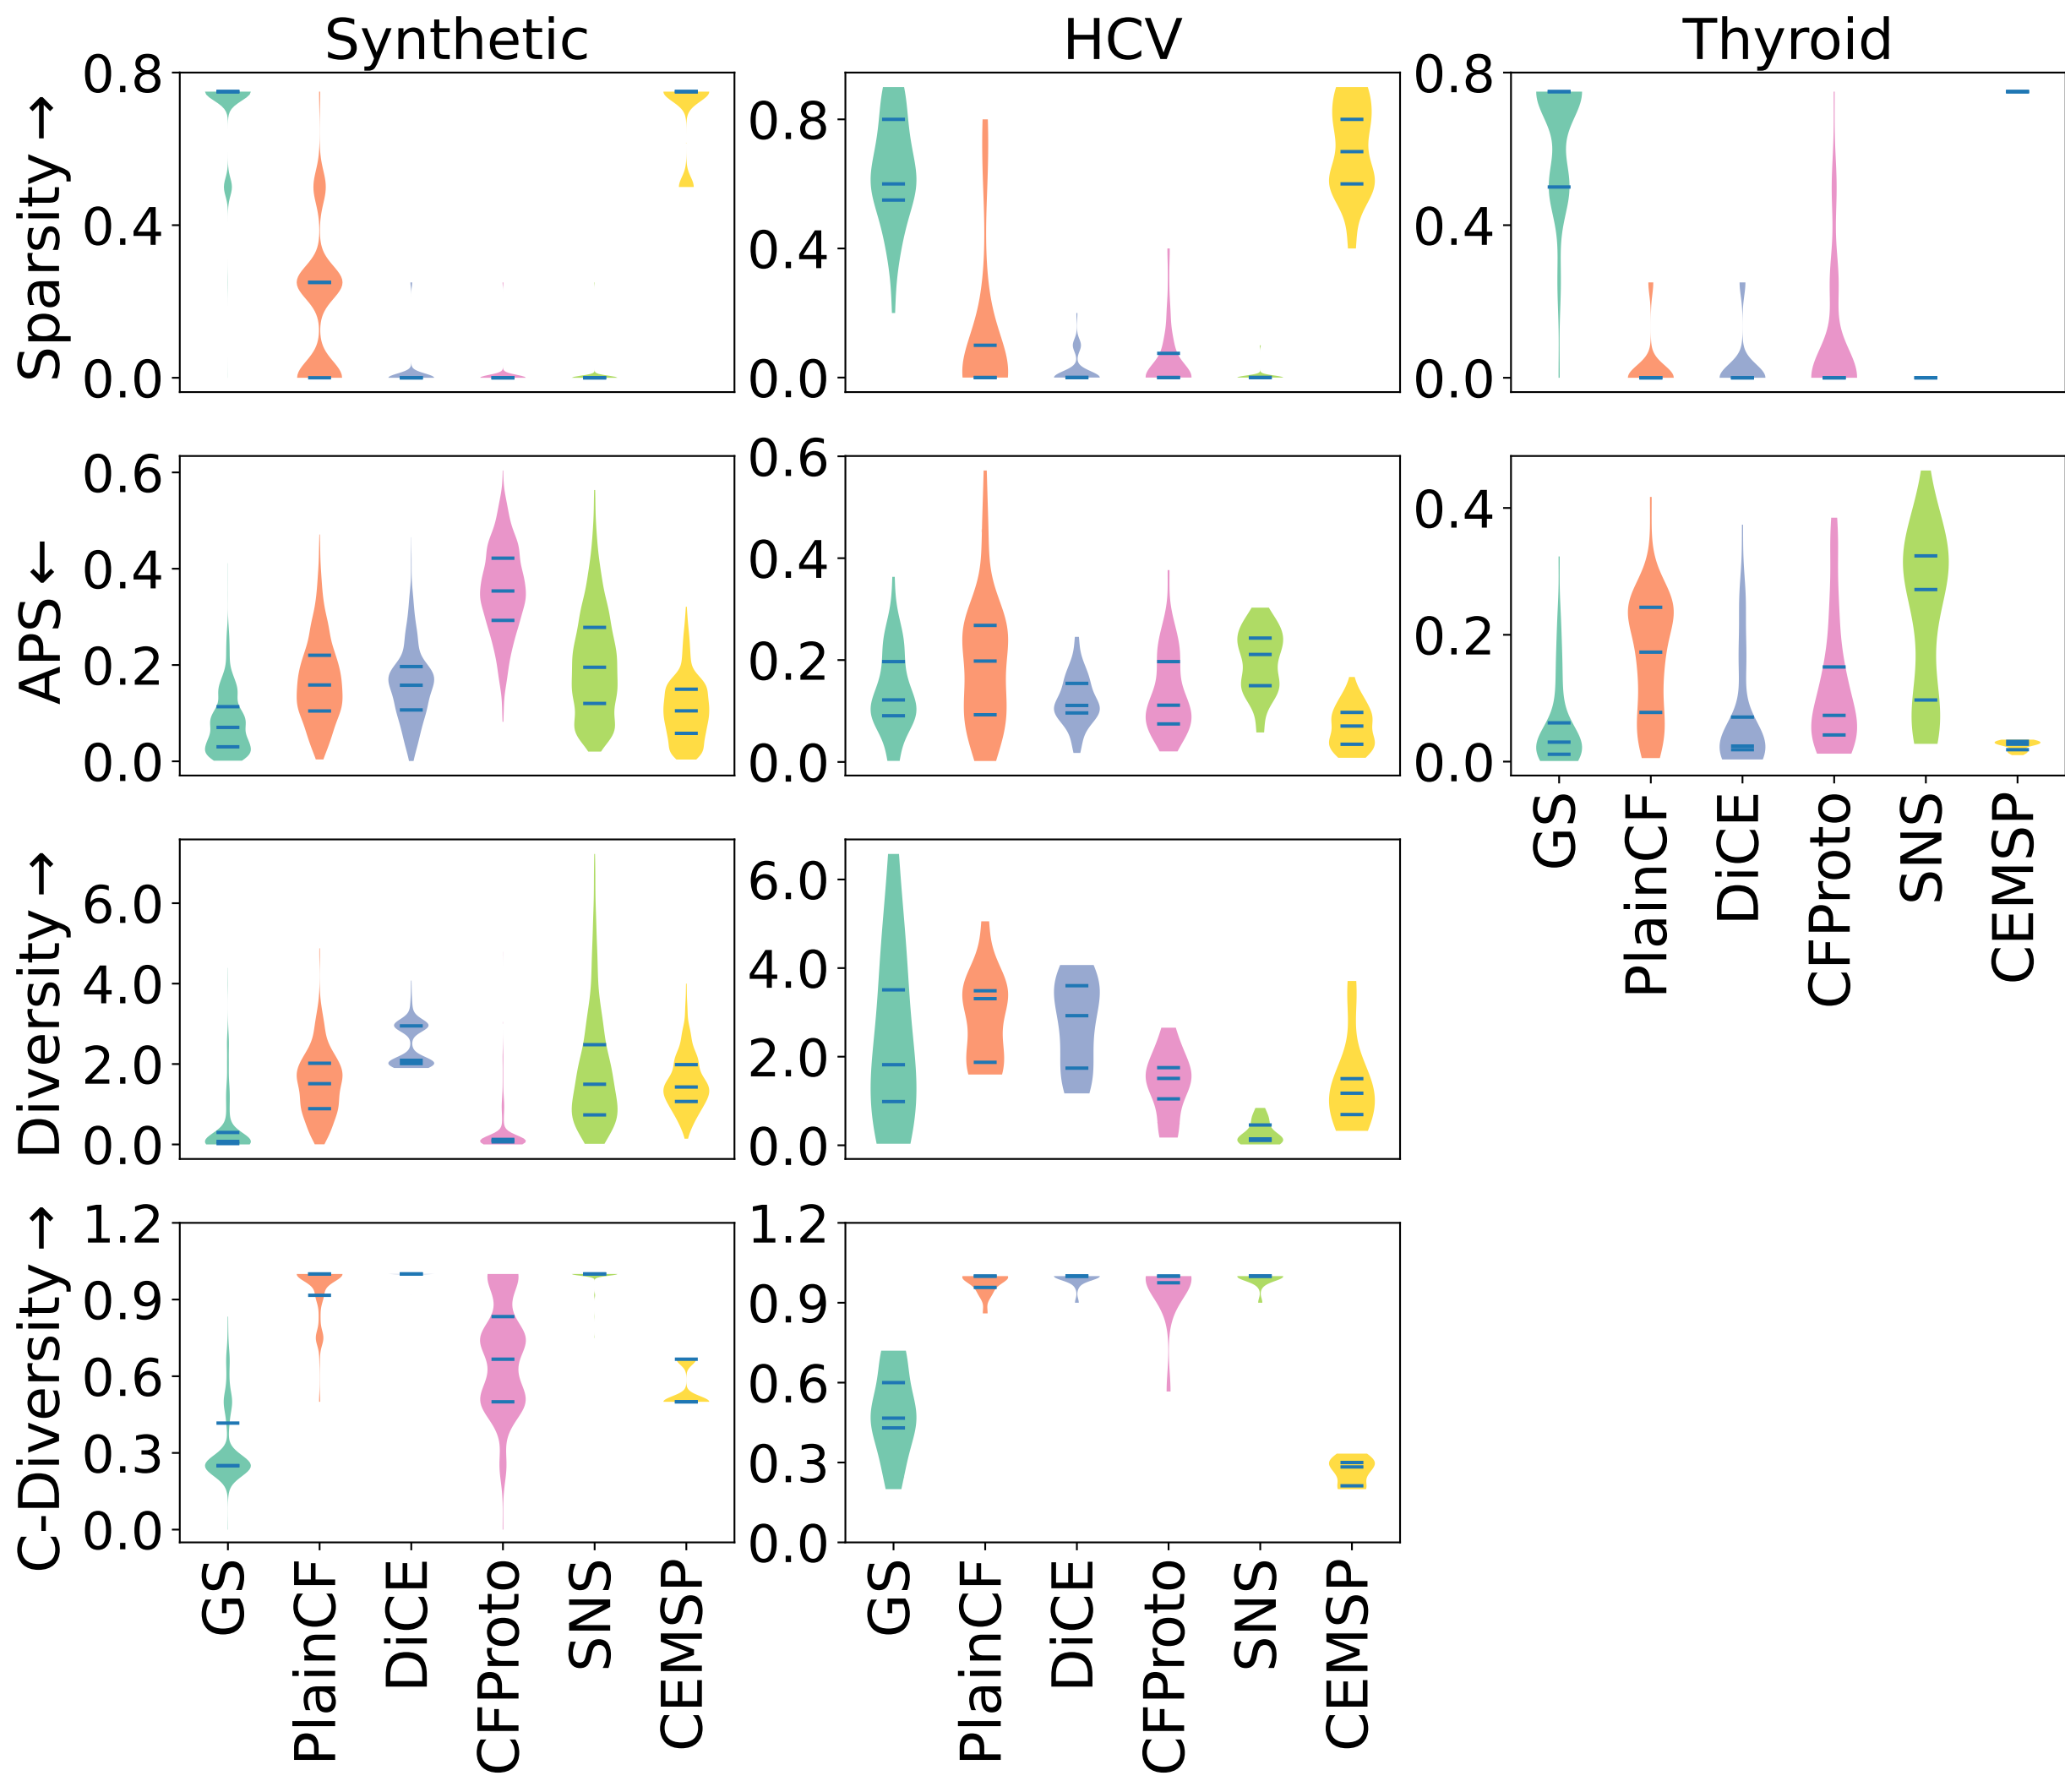 Synthetic
HCV
Thyroid
Sparsity →
0.8
0.4
0.0
0.8
0.4
0.0
0.8
0.4
0.0
APS ←
0.6
0.4
0.2
0.0
0.6
0.4
0.2
0.0
0.4
0.2
0.0
GS
PlainCF
DiCE
CFProto
SNS
CEMSP
Diversity →
6.0
4.0
2.0
0.0
6.0
4.0
2.0
0.0
C-Diversity →
1.2
0.9
0.6
0.3
0.0
1.2
0.9
0.6
0.3
0.0
GS
PlainCF
DiCE
CFProto
SNS
CEMSP
GS
PlainCF
DiCE
CFProto
SNS
CEMSP